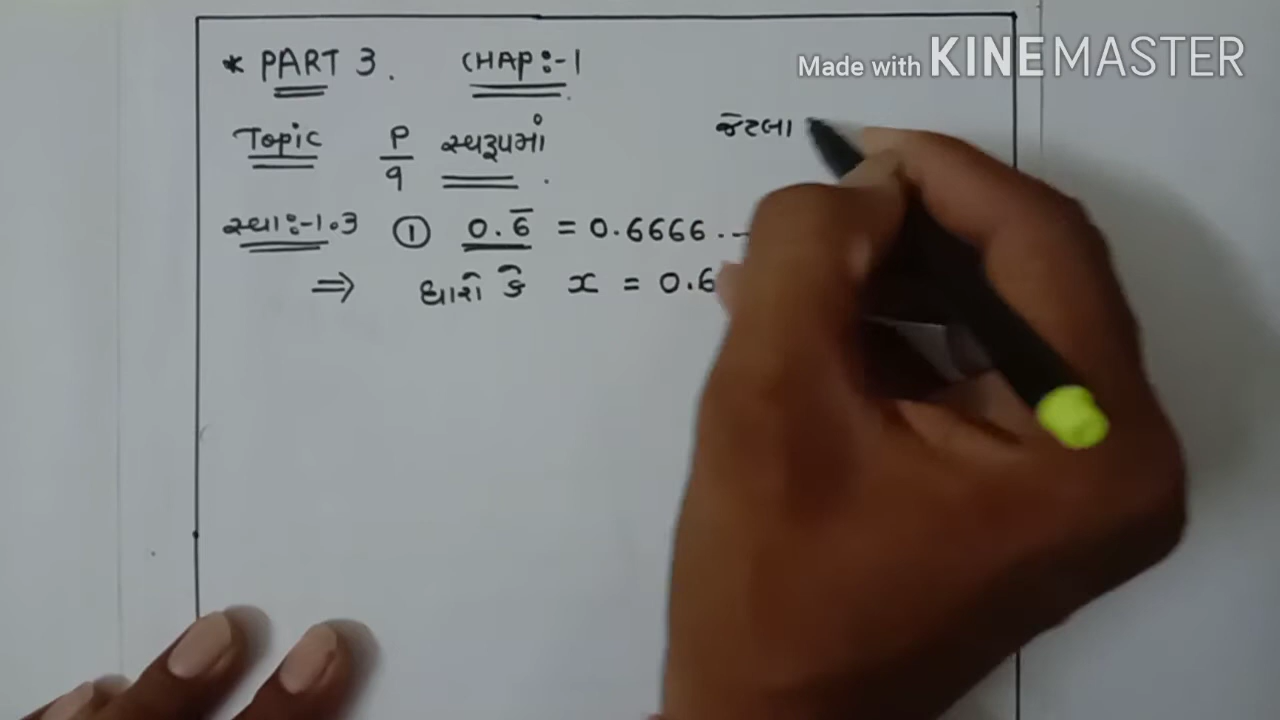 * PART 3. CHAP:-1
Made with KINEMASTER
Topic P/q સ્વરૂપમાં.
જેટલા
સ્વા:-1.3 ① 0.6̅ = 0.6666...
⇒ ધારો કે x = 0.6